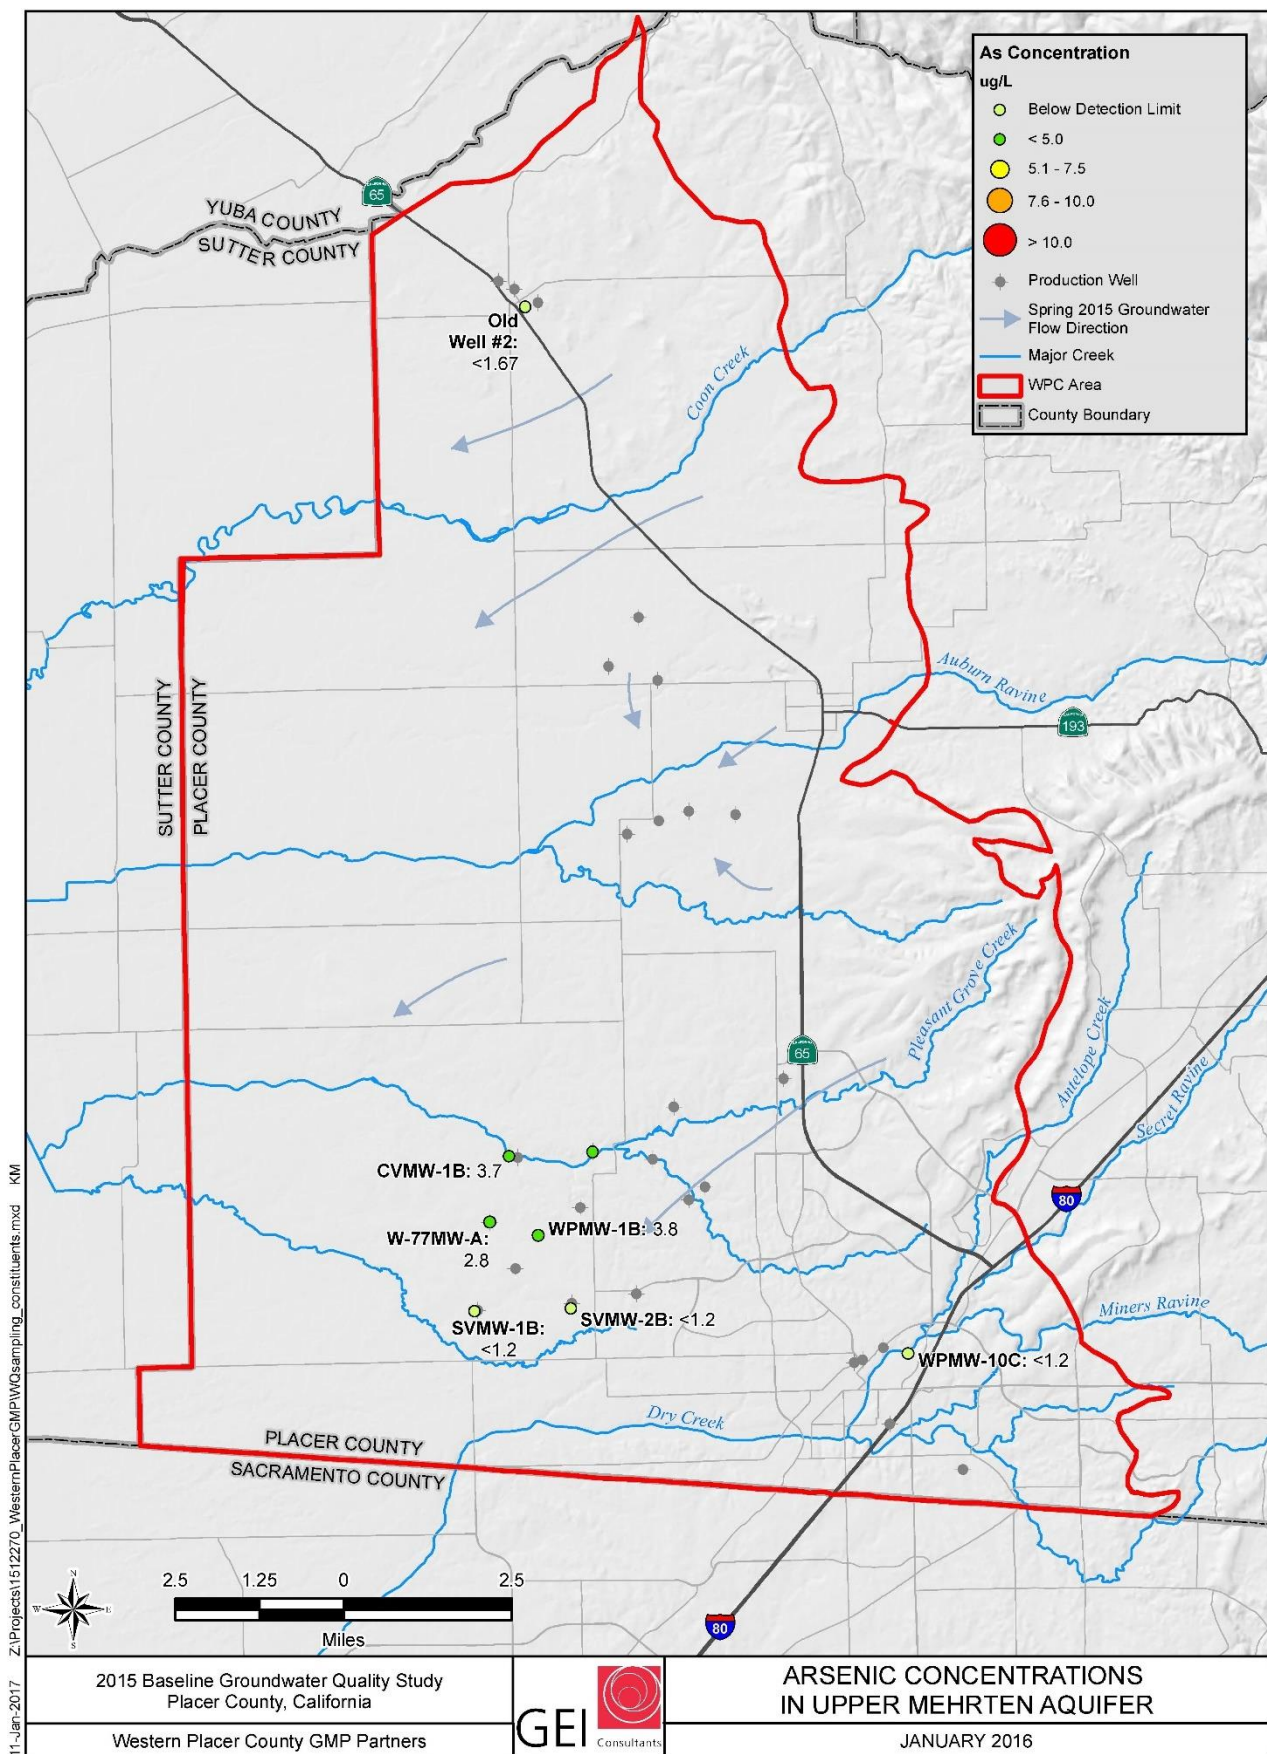 As Concentration
ug/L
Below Detection Limit
< 5.0
5.1 - 7.5
7.6 - 10.0
> 10.0
Production Well
Spring 2015 Groundwater
Flow Direction
Major Creek
WPC Area
County Boundary
65
YUBA COUNTY
SUTTER COUNTY
Old
Well #2:
<1.67
Coon Creek
Auburn Ravine
193
SUTTER COUNTY
PLACER COUNTY
Pleasant Grove Creek
Antelope Creek
Secret Ravine
65
80
CVMW-1B: 3.7
W-77MW-A:
2.8
WPMW-1B: 3.8
SVMW-1B:
<1.2
SVMW-2B: <1.2
Miners Ravine
WPMW-10C: <1.2
Dry Creek
PLACER COUNTY
SACRAMENTO COUNTY
80
N
W
E
S
2.5 1.25 0 2.5
Miles
11-Jan-2017 Z:\Projects\1512270_WesternPlacerGMP\WQsampling_constituents.mxd KM
2015 Baseline Groundwater Quality Study
Placer County, California
Western Placer County GMP Partners
GEI Consultants
ARSENIC CONCENTRATIONS
IN UPPER MEHRTEN AQUIFER
JANUARY 2016